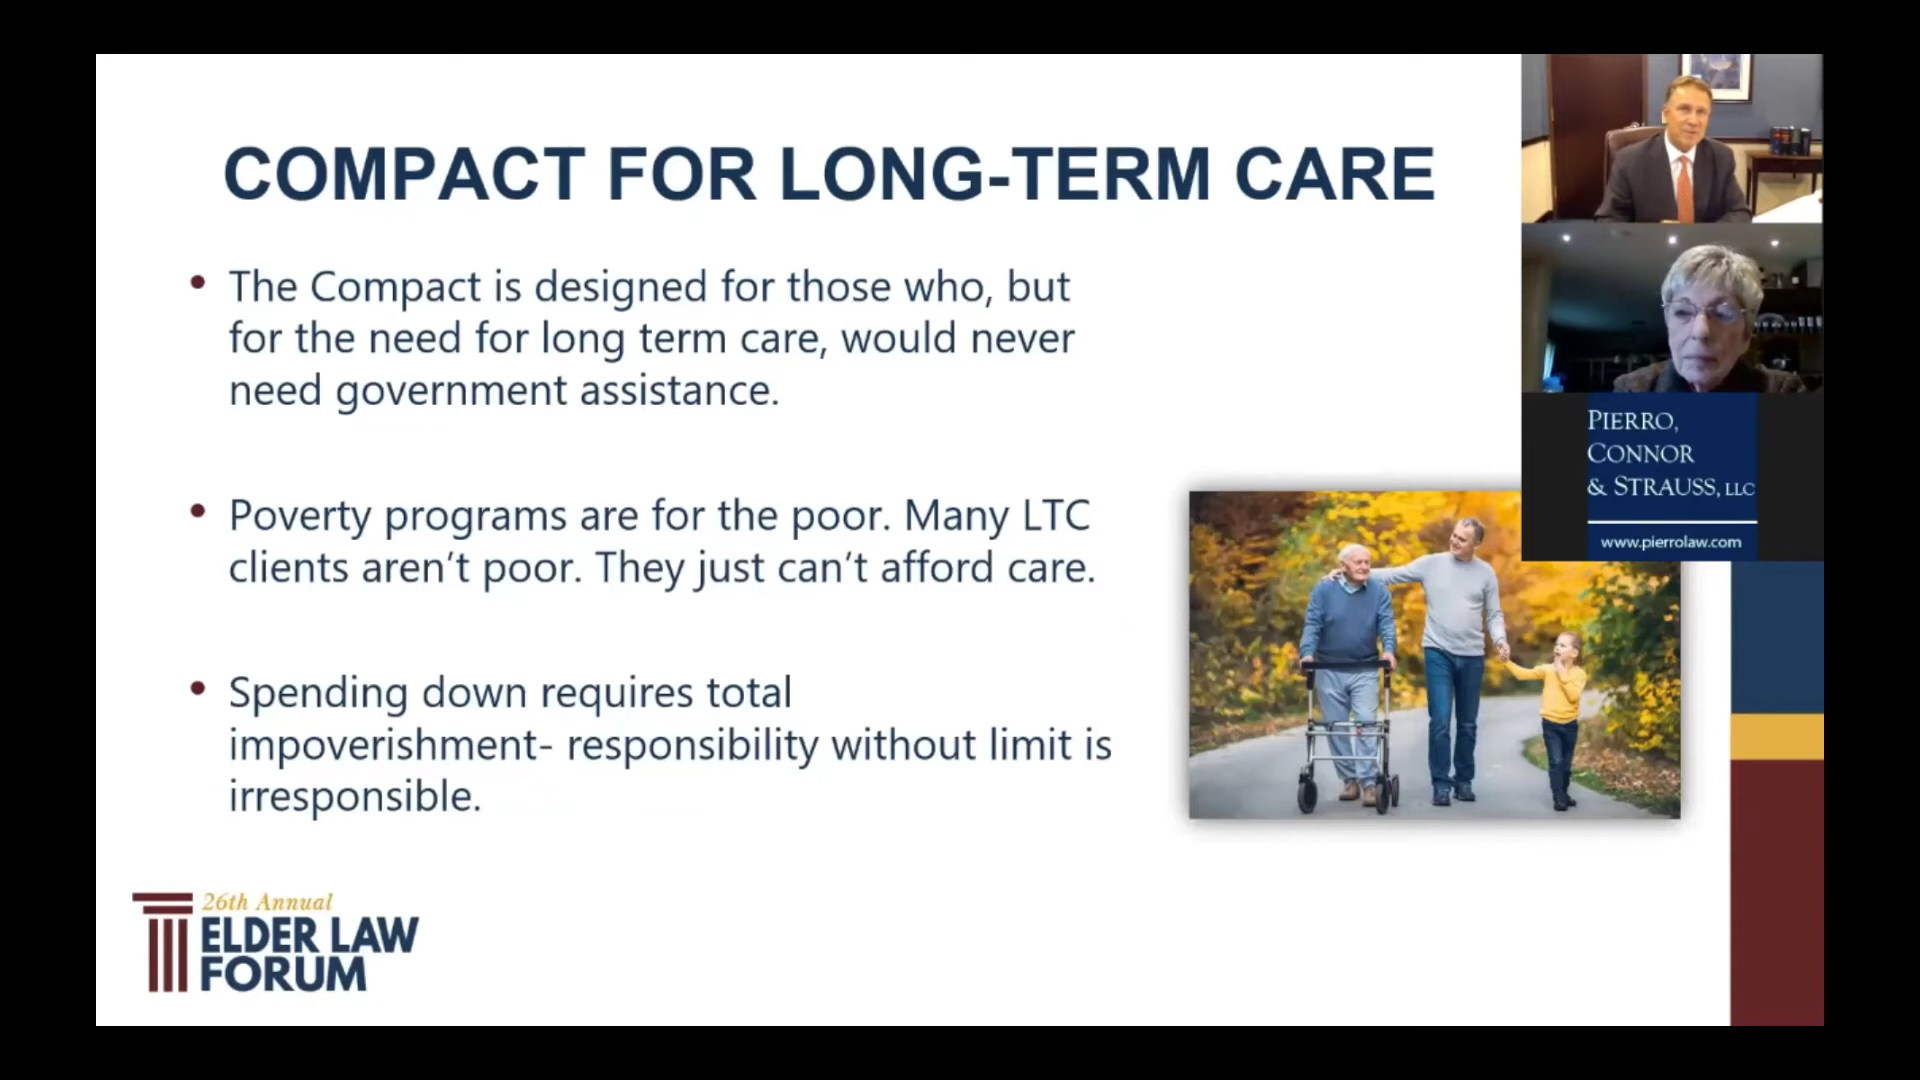 COMPACT FOR LONG-TERM CARE
• The Compact is designed for those who, but
for the need for long term care, would never
need government assistance.
• Poverty programs are for the poor. Many LTC
clients aren’t poor. They just can’t afford care.
• Spending down requires total
impoverishment- responsibility without limit is
irresponsible.
PIERRO,
CONNOR
& STRAUSS, LLC
www.pierrolaw.com
26th Annual
ELDER LAW
FORUM